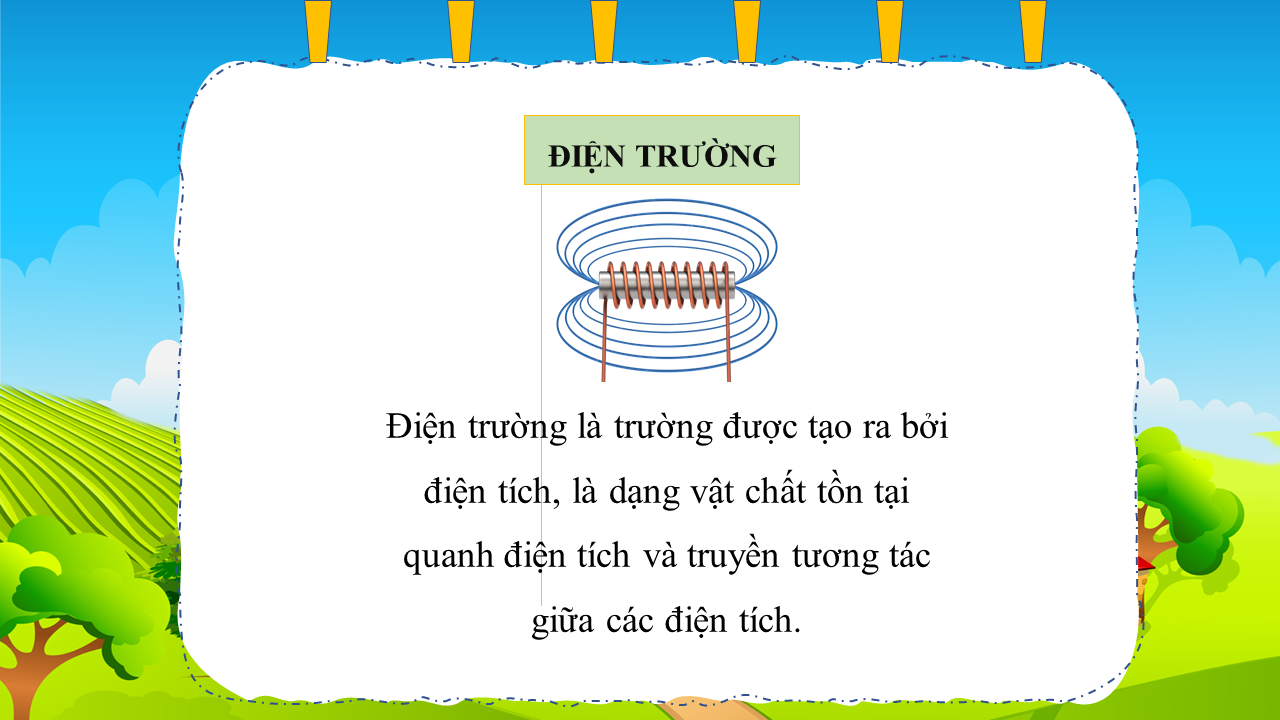 ĐIỆN TRƯỜNG
Điện trường là trường được tạo ra bởi
điện tích, là dạng vật chất tồn tại
quanh điện tích và truyền tương tác
giữa các điện tích.